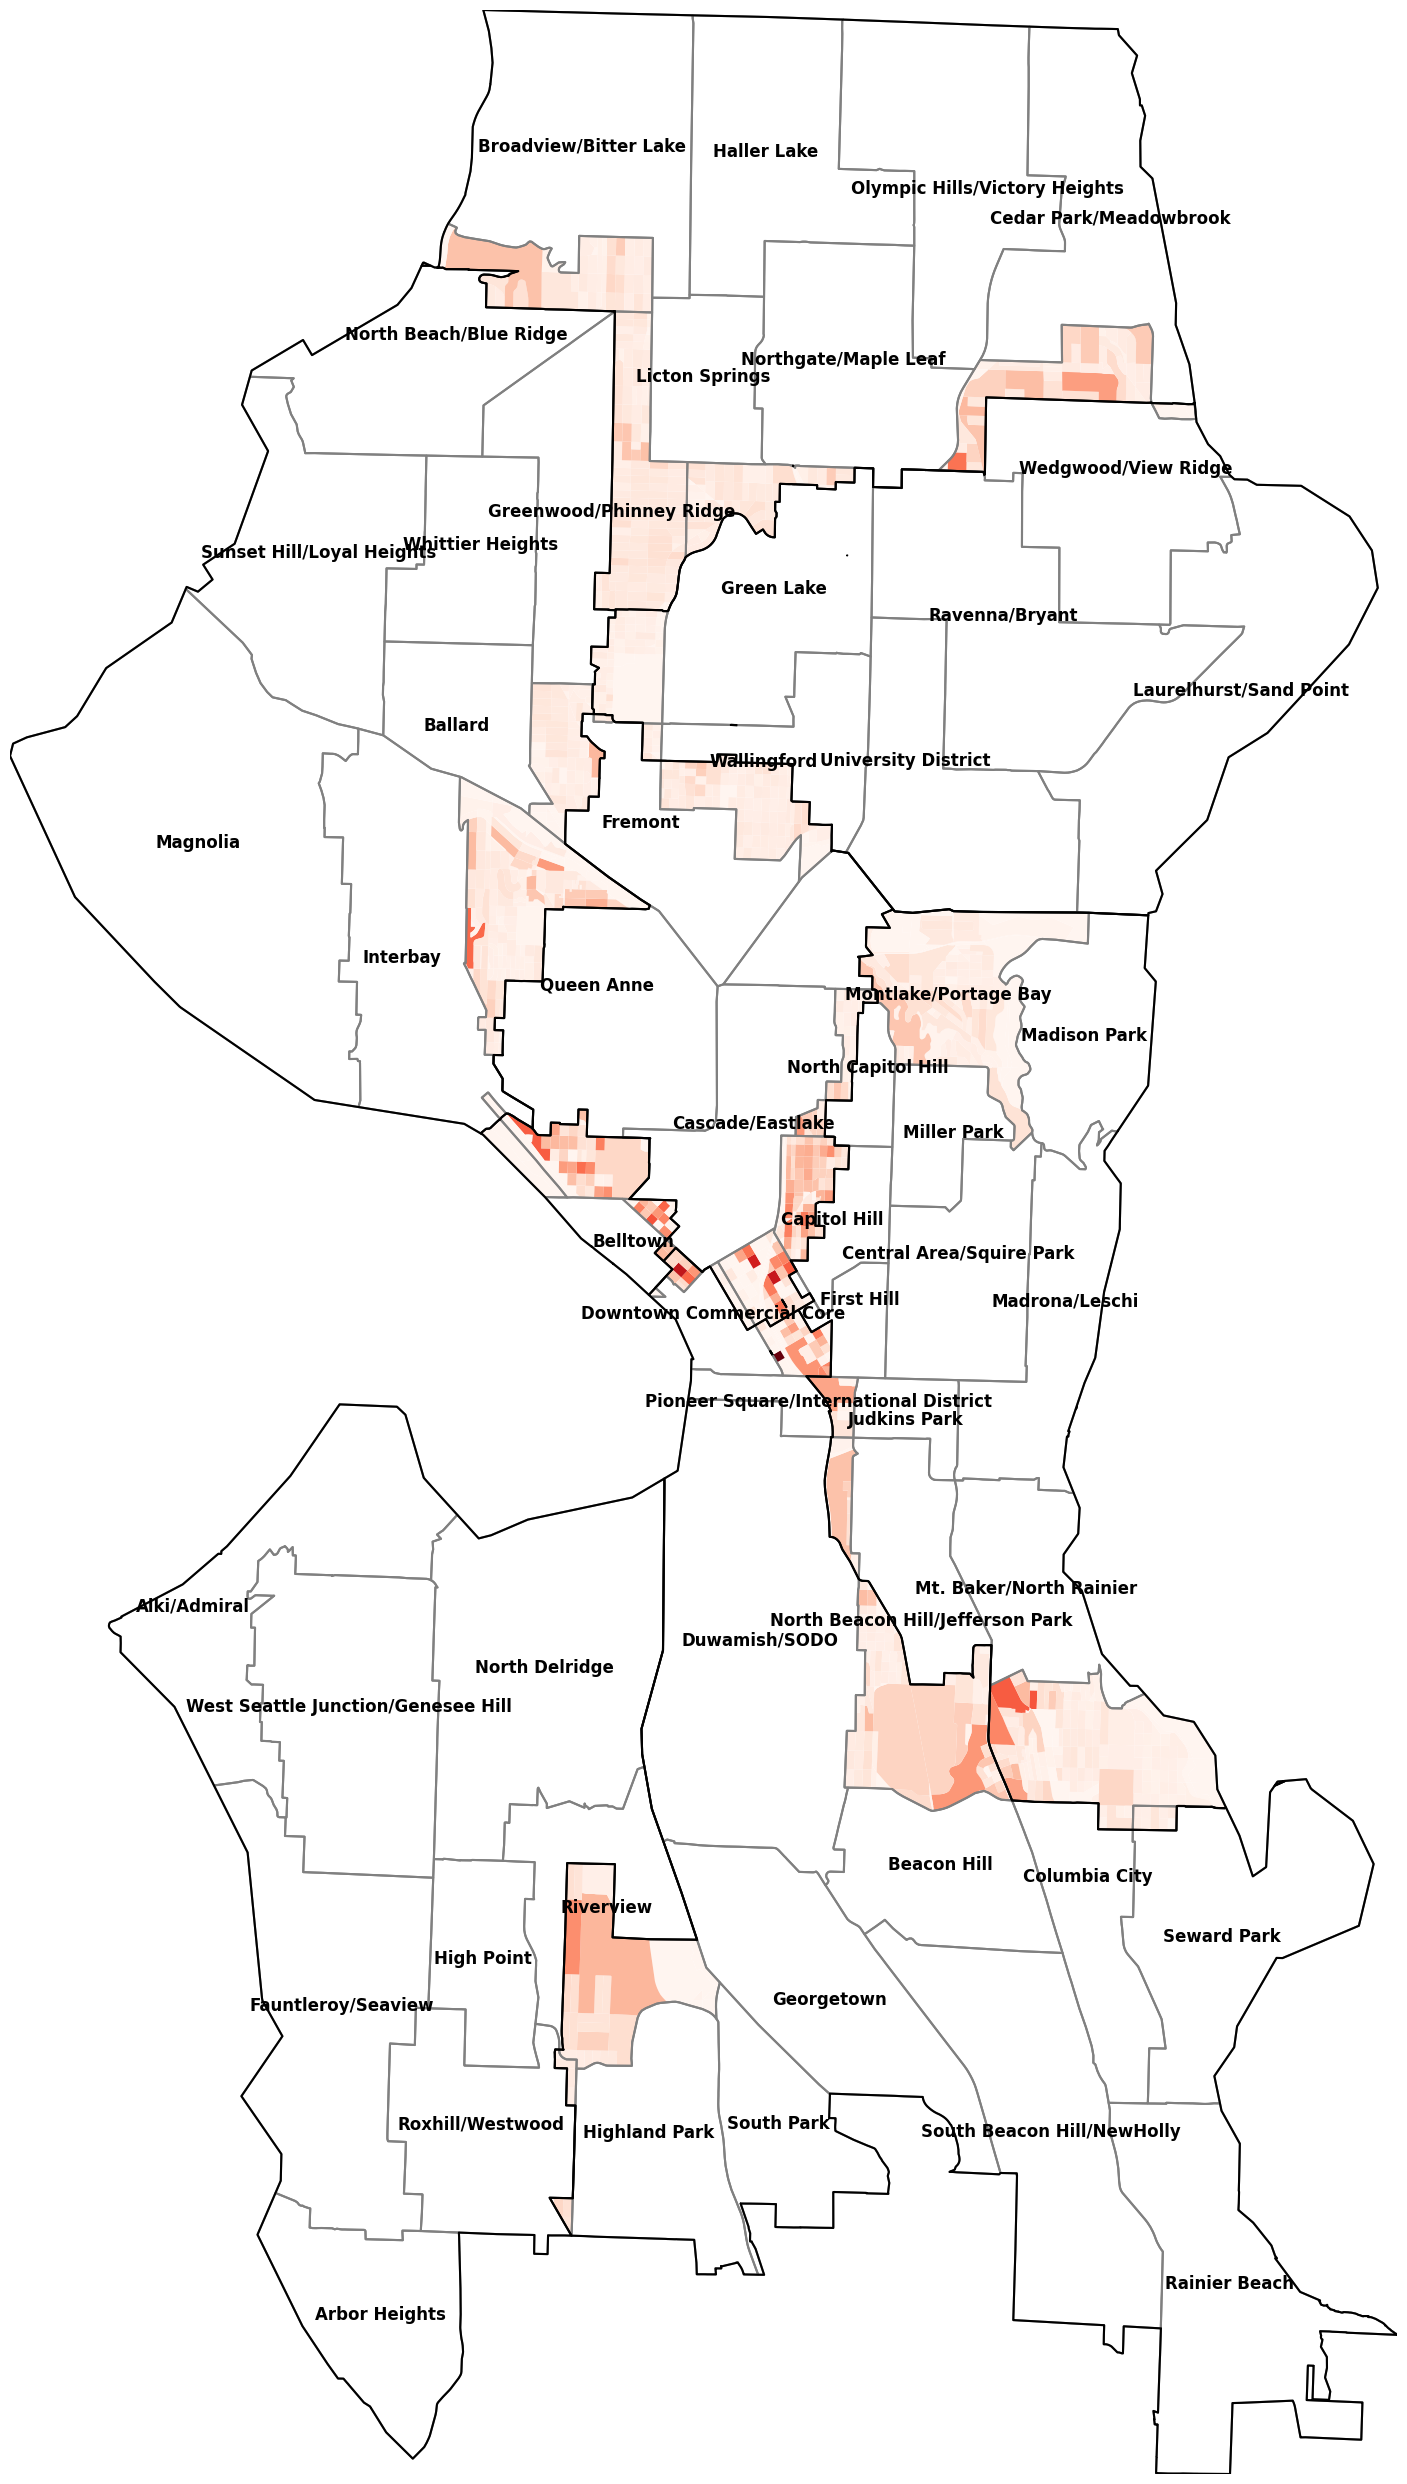 Broadview/Bitter Lake
Haller Lake
Olympic Hills/Victory Heights
Cedar Park/Meadowbrook
North Beach/Blue Ridge
Northgate/Maple Leaf
Licton Springs
Wedgwood/View Ridge
Greenwood/Phinney Ridge
Whittier Heights
Sunset Hill/Loyal Heights
Green Lake
Ravenna/Bryant
Laurelhurst/Sand Point
Ballard
Wallingford
University District
Fremont
Magnolia
Interbay
Queen Anne
Montlake/Portage Bay
Madison Park
North Capitol Hill
Cascade/Eastlake
Miller Park
Capitol Hill
Belltown
Central Area/Squire Park
First Hill
Madrona/Leschi
Downtown Commercial Core
Pioneer Square/International District
Judkins Park
Mt. Baker/North Rainier
Alki/Admiral
North Beacon Hill/Jefferson Park
Duwamish/SODO
North Delridge
West Seattle Junction/Genesee Hill
Beacon Hill
Columbia City
Riverview
Seward Park
High Point
Georgetown
Fauntleroy/Seaview
Roxhill/Westwood
Highland Park
South Park
South Beacon Hill/NewHolly
Rainier Beach
Arbor Heights